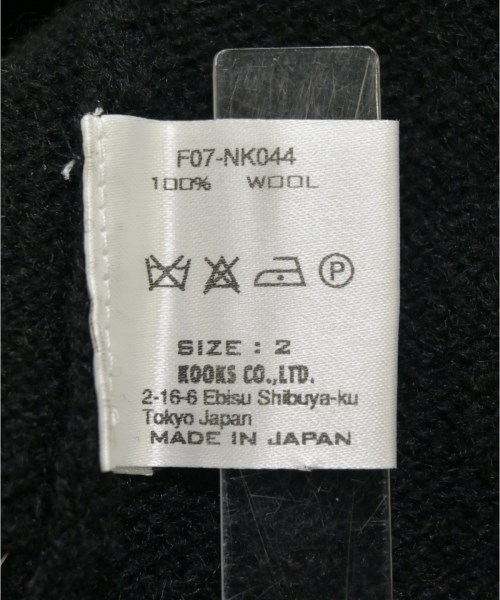 F07-NK044
100% WOOL
P
SIZE : 2
KOOKS CO.,LTD.
2-16-6 Ebisu Shibuya-ku
Tokyo Japan
MADE IN JAPAN